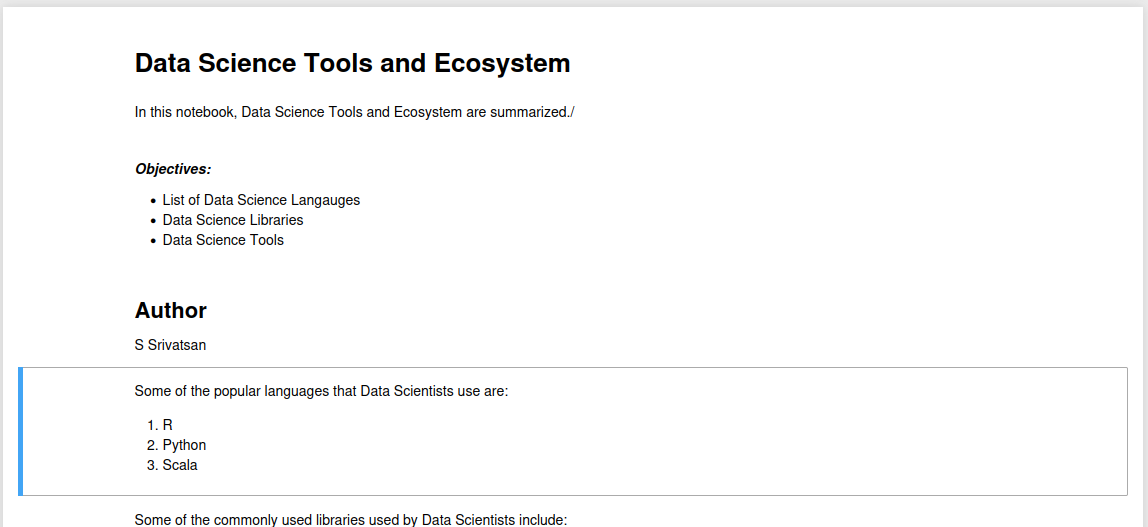 Data Science Tools and Ecosystem
In this notebook, Data Science Tools and Ecosystem are summarized./
Objectives:
• List of Data Science Langauges
• Data Science Libraries
• Data Science Tools
Author
S Srivatsan
Some of the popular languages that Data Scientists use are:
1. R
2. Python
3. Scala
Some of the commonly used libraries used by Data Scientists include: